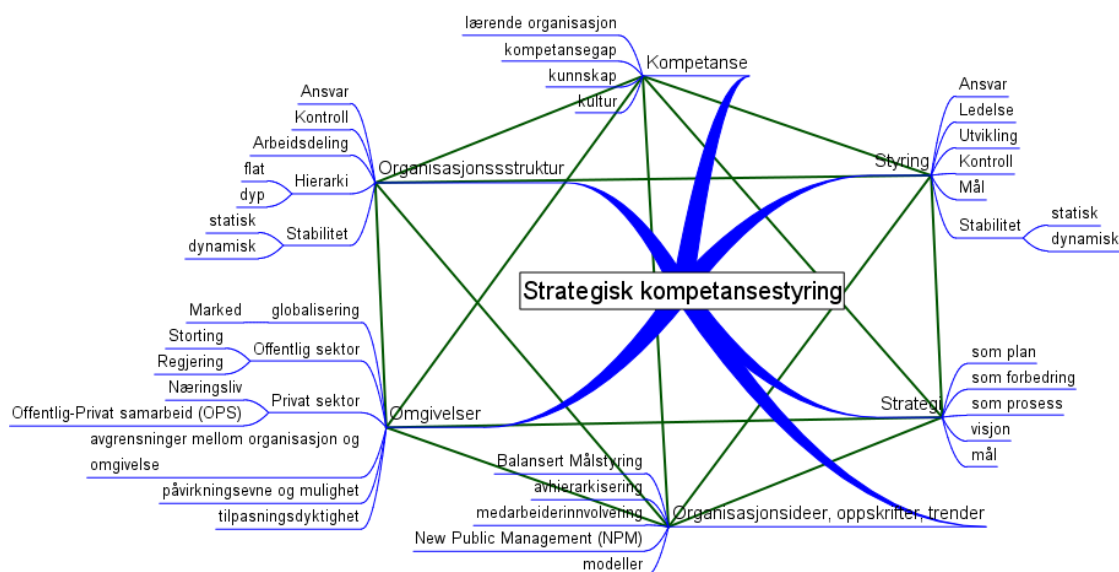 Strategisk kompetansestyring
Kompetanse
lærende organisasjon
kompetansegap
kunnskap
kultur
Styring
Ansvar
Ledelse
Utvikling
Kontroll
Mål
Stabilitet
statisk
dynamisk
Organisasjonssstruktur
Ansvar
Kontroll
Arbeidsdeling
Hierarki
flat
dyp
Stabilitet
statisk
dynamisk
Omgivelser
globalisering
Marked
Offentlig sektor
Storting
Regjering
Privat sektor
Næringsliv
Offentlig-Privat samarbeid (OPS)
avgrensninger mellom organisasjon og
omgivelse
påvirkningsevne og mulighet
tilpasningsdyktighet
Strategi
som plan
som forbedring
som prosess
visjon
mål
Organisasjonsideer, oppskrifter, trender
Balansert Målstyring
avhierarkisering
medarbeiderinnvolvering
New Public Management (NPM)
modeller